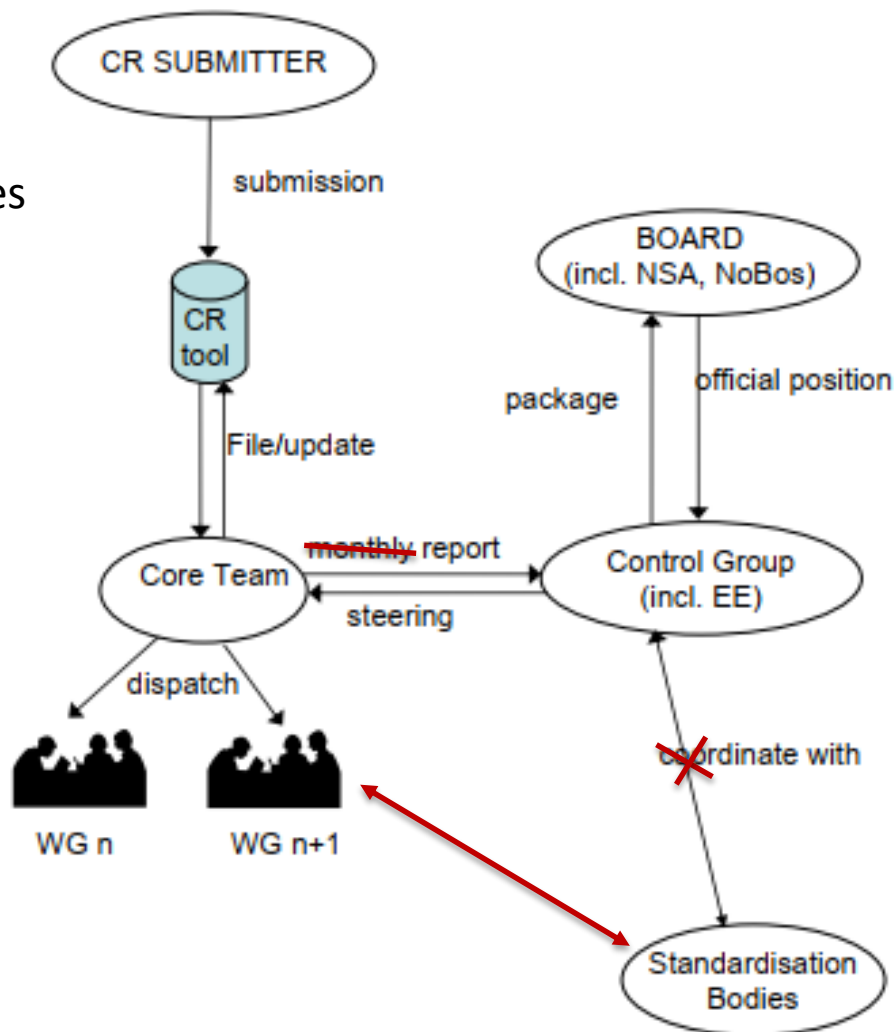 CR SUBMITTER
es
submission
BOARD
(incl. NSA, NoBos)
CR
tool
package
official position
File/update
monthly report
Core Team
Control Group
(incl. EE)
steering
dispatch
coordinate with
WG n
WG n+1
Standardisation
Bodies